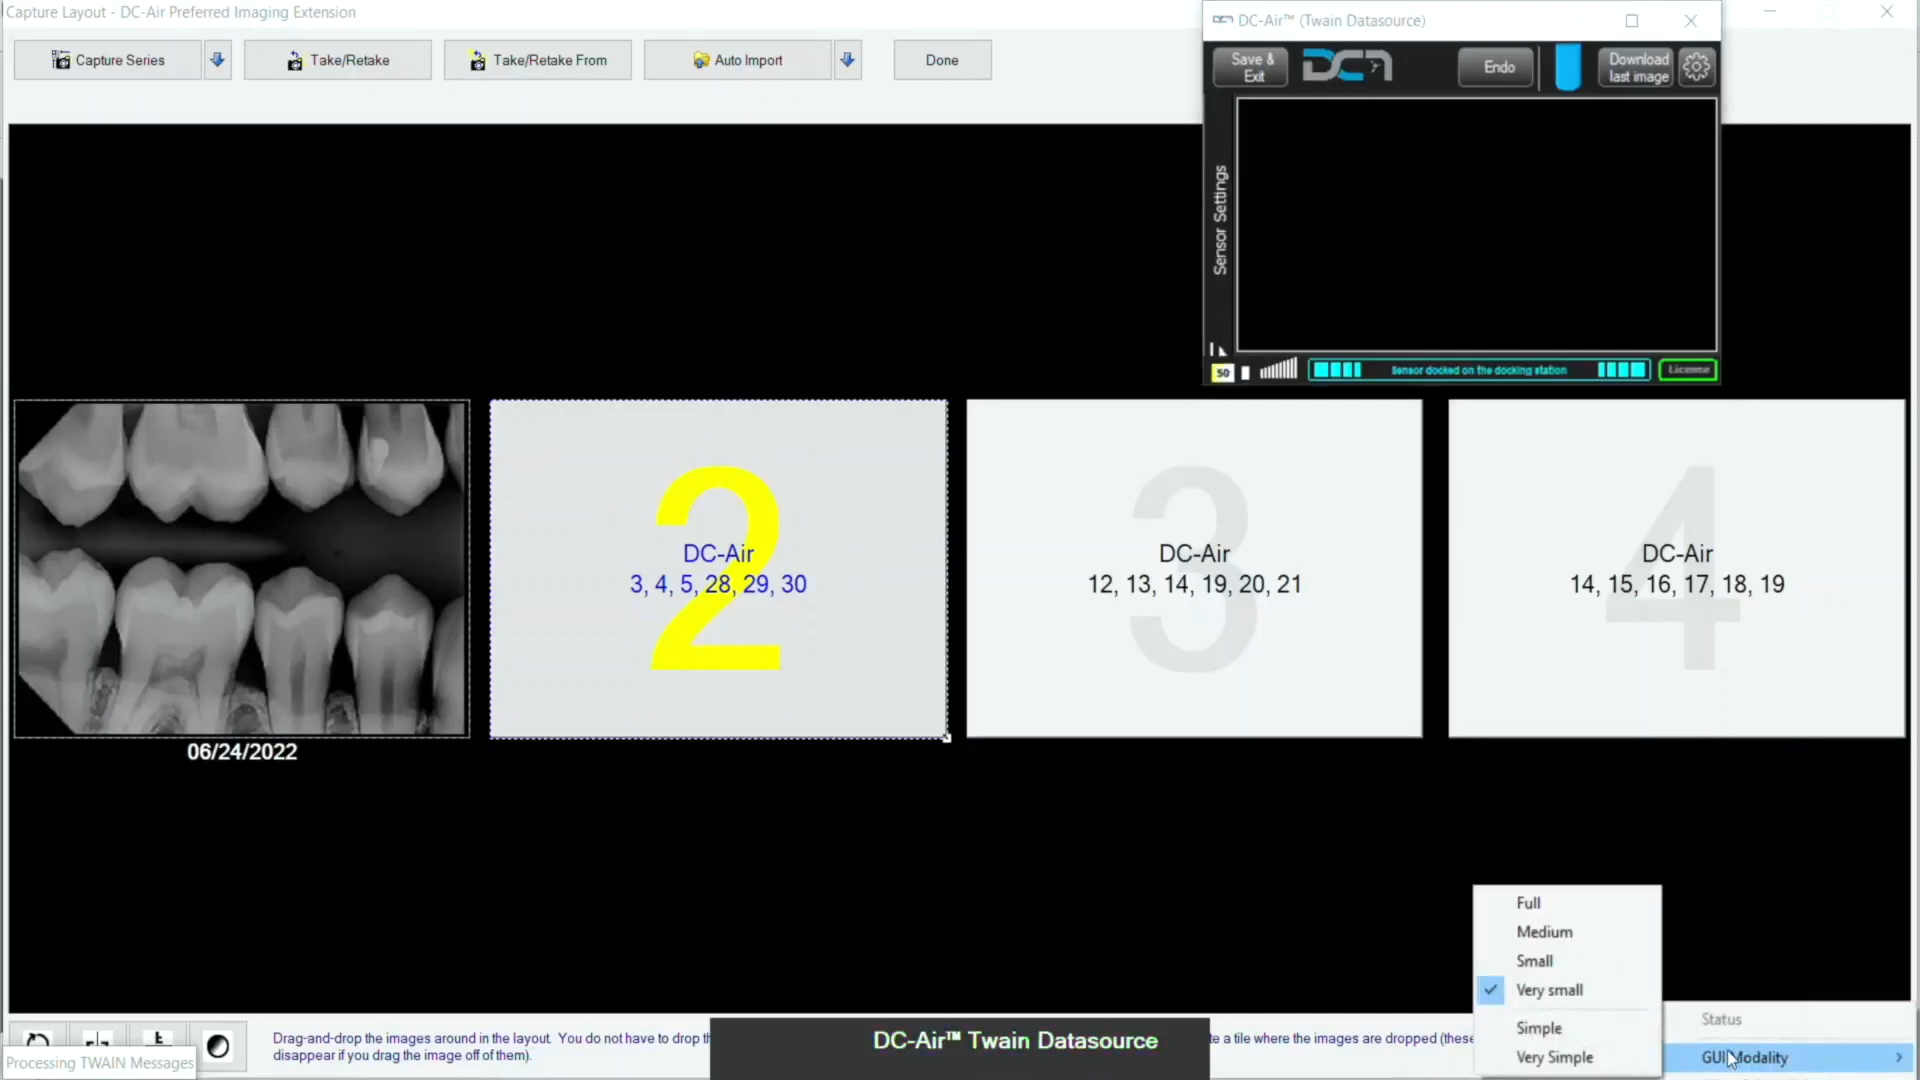 Capture Layout - DC-Air Preferred Imaging Extension
Capture Series
Take/Retake
Take/Retake From
Auto Import
Done
DC-Air™ (Twain Datasource)
Save &
Exit
Endo
Download
last image
Sensor Settings
50
Sensor docked on the docking station
License
06/24/2022
2
DC-Air
3, 4, 5, 28, 29, 30
3
DC-Air
12, 13, 14, 19, 20, 21
4
DC-Air
14, 15, 16, 17, 18, 19
Full
Medium
Small
Very small
Simple
Very Simple
Status
GUI Modality
Drag-and-drop the images around in the layout. You do not have to drop
te a tile where the images are dropped (these
disappear if you drag the image off of them).
Processing TWAIN Messages
DC-Air™ Twain Datasource